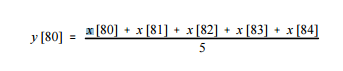 y[80] = x[80] + x[81] + x[82] + x[83] + x[84]
5